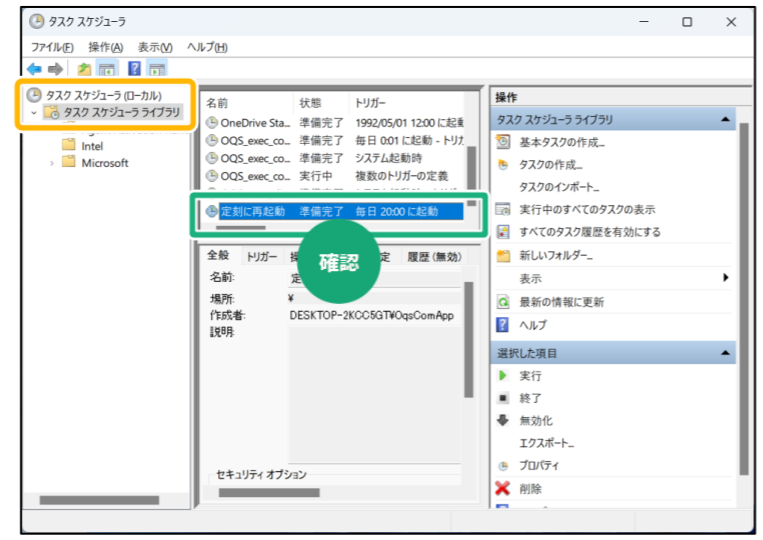 タスク スケジューラ
ファイル(F) 操作(A) 表示(V) ヘルプ(H)
タスク スケジューラ (ローカル)
タスク スケジューラ ライブラリ
Intel
Microsoft
名前 状態 トリガー
OneDrive Sta... 準備完了 1992/05/01 12:00 に起動
OQS_exec_co... 準備完了 毎日 0:01 に起動 - トリガ
OQS_exec_co... 準備完了 システム起動時
OQS_exec_co... 実行中 複数のトリガーの定義
定刻に再起動 準備完了 毎日 20:00 に起動
確認
全般 トリガー 定 履歴 (無効)
名前: 定
場所: ¥
作成者: DESKTOP-2KCC5GT¥OqsComApp
説明:
セキュリティ オプション
操作
タスク スケジューラ ライブラリ
基本タスクの作成...
タスクの作成...
タスクのインポート...
実行中のすべてのタスクの表示
すべてのタスク履歴を有効にする
新しいフォルダー...
表示
最新の情報に更新
ヘルプ
選択した項目
実行
終了
無効化
エクスポート...
プロパティ
削除